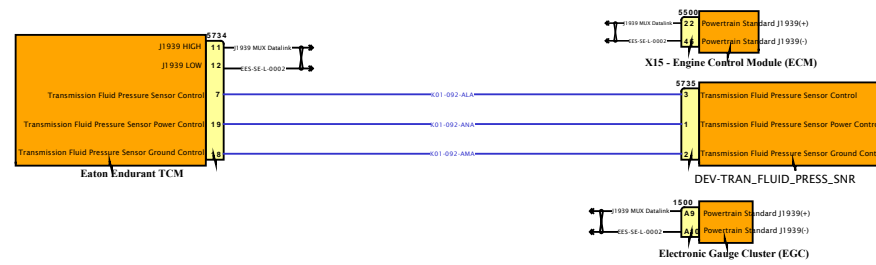 5734
J1939 HIGH 11 J1939 MUX Datalink
J1939 LOW 12 EES-SE-L-0002
Transmission Fluid Pressure Sensor Control 7 K01-092-ALA
Transmission Fluid Pressure Sensor Power Control 19 K01-092-ANA
Transmission Fluid Pressure Sensor Ground Control 18 K01-092-AMA
Eaton Endurant TCM
5500
J1939 MUX Datalink 22 Powertrain Standard J1939(+)
EES-SE-L-0002 Powertrain Standard J1939(-)
X15 - Engine Control Module (ECM)
5735
3 Transmission Fluid Pressure Sensor Control
1 Transmission Fluid Pressure Sensor Power Contro
2 Transmission Fluid Pressure Sensor Ground Cont
DEV-TRAN_FLUID_PRESS_SNR
1500
J1939 MUX Datalink A9 Powertrain Standard J1939(+)
EES-SE-L-0002 A10 Powertrain Standard J1939(-)
Electronic Gauge Cluster (EGC)